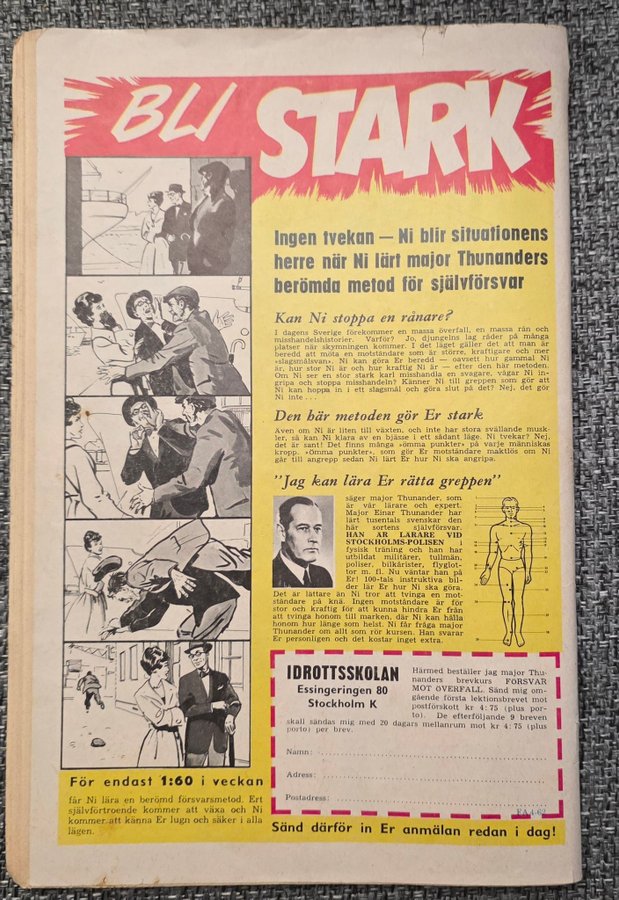 BLI STARK
Ingen tvekan — Ni blir situationens
herre när Ni lärt major Thunanders
berömda metod för självförsvar
Kan Ni stoppa en rånare?
I dagens Sverige förekommer en massa överfall, en massa rån och
misshandelshistorier. Varför? Jo, djungelns lag råder på många
platser när skymningen kommer. I det läget gäller det att man är
beredd att möta en motståndare som är större, kraftigare och mer
»slagsmålsvan». Ni kan göra Er beredd — oavsett hur gammal Ni
är, hur stor Ni är och hur kraftig Ni är — efter den här metoden.
Om Ni ser en stor stark karl misshandla en svagare, vågar Ni in-
gripa och stoppa misshandeln? Känner Ni till greppen som gör att
Ni kan hoppa in i ett slagsmål och göra slut på det? Nej, det gör
Ni inte . . .
Den här metoden gör Er stark
Även om Ni är liten till växten, och inte har stora svällande musk-
ler, så kan Ni klara av en bjässe i ett sådant läge. Ni tvekar? Nej,
det är sant! Det finns många »ömma punkter» på varje människas
kropp. »Ömma punkter», som gör Er motståndare maktlös om Ni
går till angrepp sedan Ni lärt Er hur Ni ska angripa.
"Jag kan lära Er rätta greppen"
säger major Thunander, som
är vår lärare och expert.
Major Einar Thunander har
lärt tusentals svenskar den
här sortens självförsvar.
HAN ÄR LÄRARE VID
STOCKHOLMS-POLISEN i
fysisk träning och han har
utbildat militärer, tullmän,
poliser, bilkårister, flyglot-
tor m. fl. Nu väntar han på
Er! 100-tals instruktiva bil-
der lär Er hur Ni ska göra.
Det är lättare än Ni tror att tvinga en mot-
ståndare på knä. Ingen motståndare är för
stor och kraftig för att kunna hindra Er från
att tvinga honom till marken, där Ni kan hålla
honom hur länge som helst. Ni får fråga major
Thunander om allt som rör kursen. Han svarar
Er personligen och det kostar inget extra.
IDROTTSSKOLAN
Essingeringen 80
Stockholm K
Härmed beställer jag major Thu-
nanders brevkurs FÖRSVAR
MOT ÖVERFALL. Sänd mig om-
gående första lektionsbrevet mot
postförskott kr 4:75 (plus por-
to). De efterföljande 9 breven
skall sändas mig med 20 dagars mellanrum mot kr 4:75 (plus
porto) per brev.
Namn:
Adress:
Postadress:
FA 4-62
För endast 1:60 i veckan
får Ni lära en berömd försvarsmetod. Ert
självförtroende kommer att växa och Ni
kommer att känna Er lugn och säker i alla
lägen.
Sänd därför in Er anmälan redan i dag!